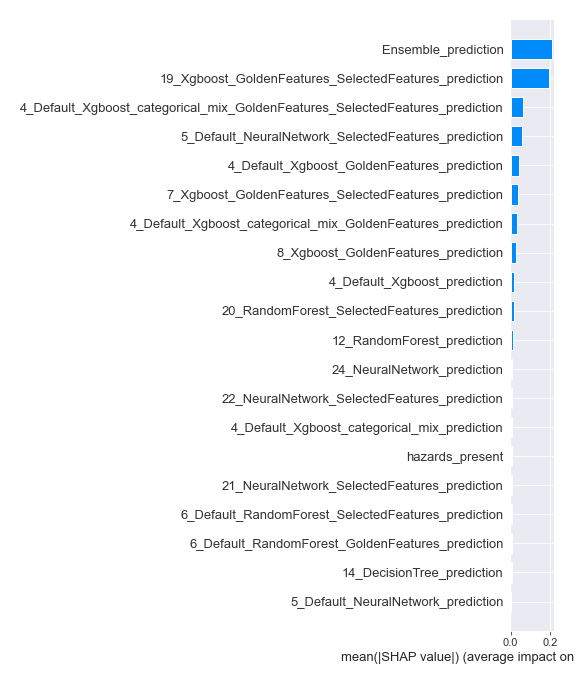 Ensemble_prediction
19_Xgboost_GoldenFeatures_SelectedFeatures_prediction
4_Default_Xgboost_categorical_mix_GoldenFeatures_SelectedFeatures_prediction
5_Default_NeuralNetwork_SelectedFeatures_prediction
4_Default_Xgboost_GoldenFeatures_prediction
7_Xgboost_GoldenFeatures_SelectedFeatures_prediction
4_Default_Xgboost_categorical_mix_GoldenFeatures_prediction
8_Xgboost_GoldenFeatures_prediction
4_Default_Xgboost_prediction
20_RandomForest_SelectedFeatures_prediction
12_RandomForest_prediction
24_NeuralNetwork_prediction
22_NeuralNetwork_SelectedFeatures_prediction
4_Default_Xgboost_categorical_mix_prediction
hazards_present
21_NeuralNetwork_SelectedFeatures_prediction
6_Default_RandomForest_SelectedFeatures_prediction
6_Default_RandomForest_GoldenFeatures_prediction
14_DecisionTree_prediction
5_Default_NeuralNetwork_prediction
0.0 0.2
mean(|SHAP value|) (average impact on